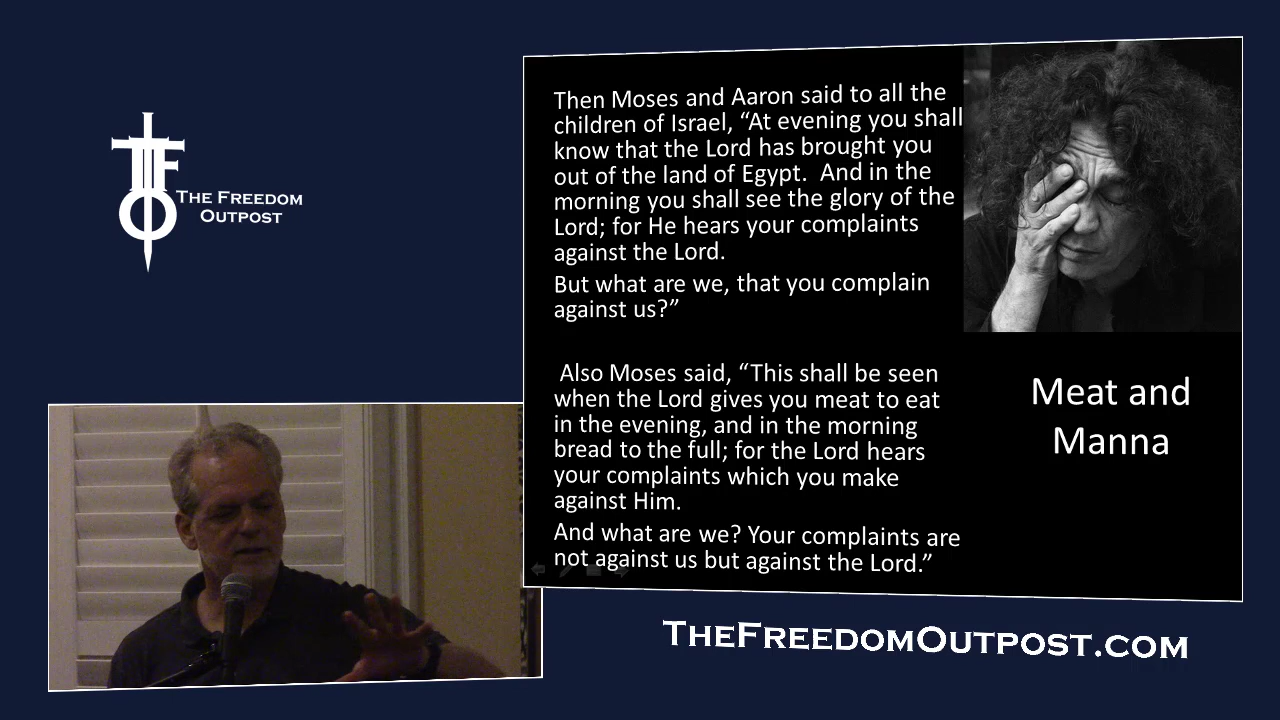 THE FREEDOM
OUTPOST
Then Moses and Aaron said to all the
children of Israel, “At evening you shall
know that the Lord has brought you
out of the land of Egypt.  And in the
morning you shall see the glory of the
Lord; for He hears your complaints
against the Lord.
But what are we, that you complain
against us?”
Also Moses said, “This shall be seen
when the Lord gives you meat to eat
in the evening, and in the morning
bread to the full; for the Lord hears
your complaints which you make
against Him.
And what are we? Your complaints are
not against us but against the Lord.”
Meat and
Manna
THEFREEDOMOUTPOST.COM